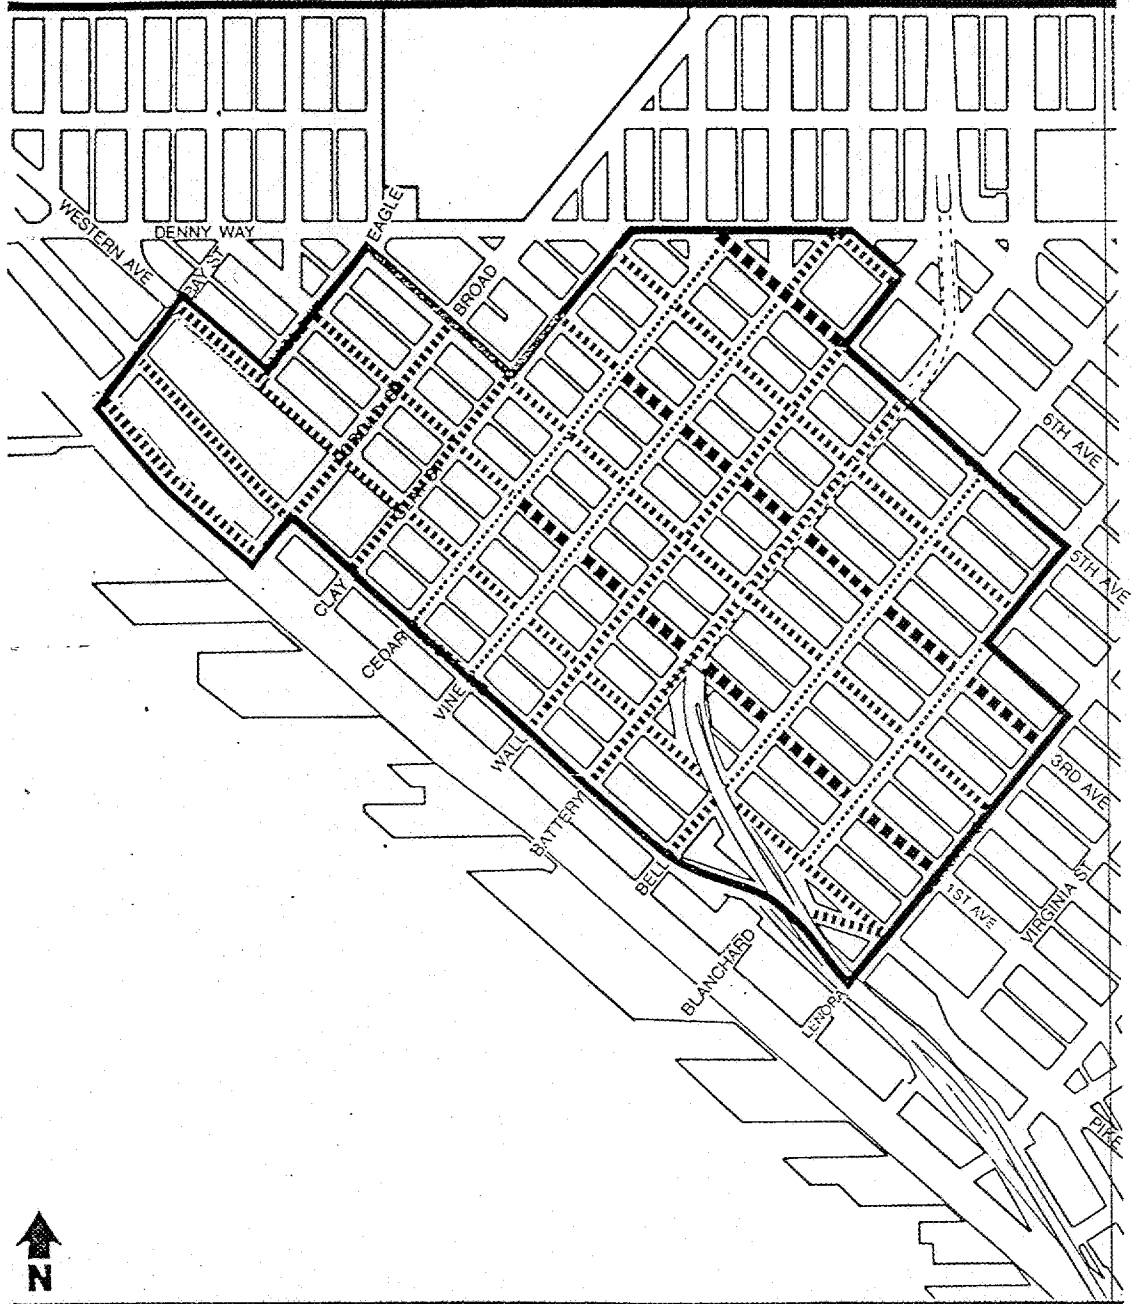 EAGLE
WESTERN AVE
DENNY WAY
BAY ST
BROAD
6TH AVE
5TH AVE
CLAY
CEDAR
VINE
WALL
3RD AVE
BATTERY
BELL
1ST AVE
VIRGINIA ST
BLANCHARD
LENORA
PIKE
N